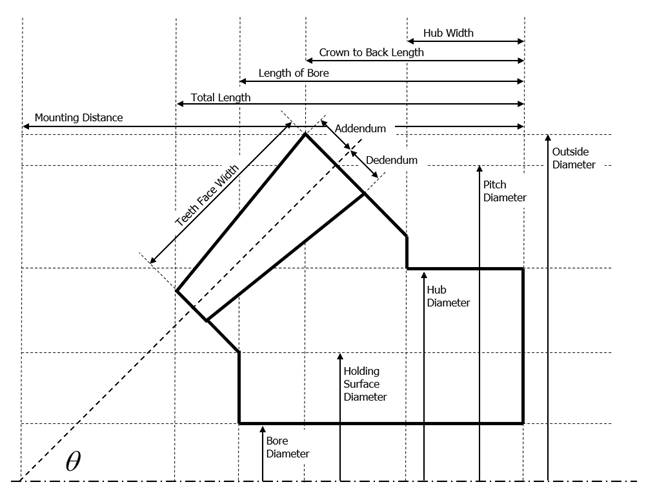 Hub Width
Crown to Back Length
Length of Bore
Total Length
Mounting Distance
Addendum
Dedendum
Outside
Diameter
Teeth Face Width
Pitch
Diameter
Hub
Diameter
Holding
Surface
Diameter
Bore
Diameter
θ